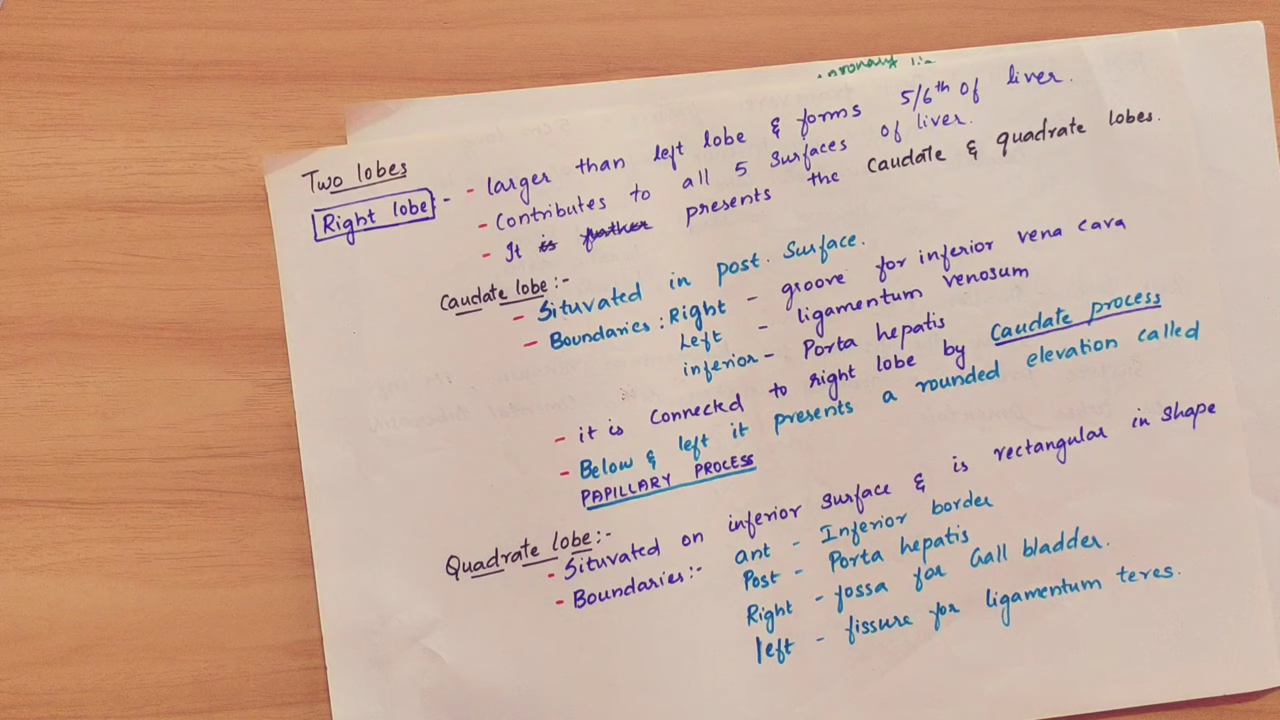 Two lobes
Right lobe:- - larger than left lobe & forms 5/6th of liver.
- Contributes to all 5 surfaces of liver.
- It is further presents the caudate & quadrate lobes.
Caudate lobe:-
- Situvated in post. Surface.
- Boundaries: Right - groove for inferior vena cava
Left - ligamentum venosum
inferior - Porta hepatis
- it is connected to right lobe by Caudate process
- Below & left it presents a rounded elevation called
PAPILLARY PROCESS
Quadrate lobe:-
- Situvated on inferior surface & is rectangular in shape
- Boundaries:- ant - Inferior border
Post - Porta hepatis
Right - fossa for Gall bladder.
left - fissure for ligamentum teres.